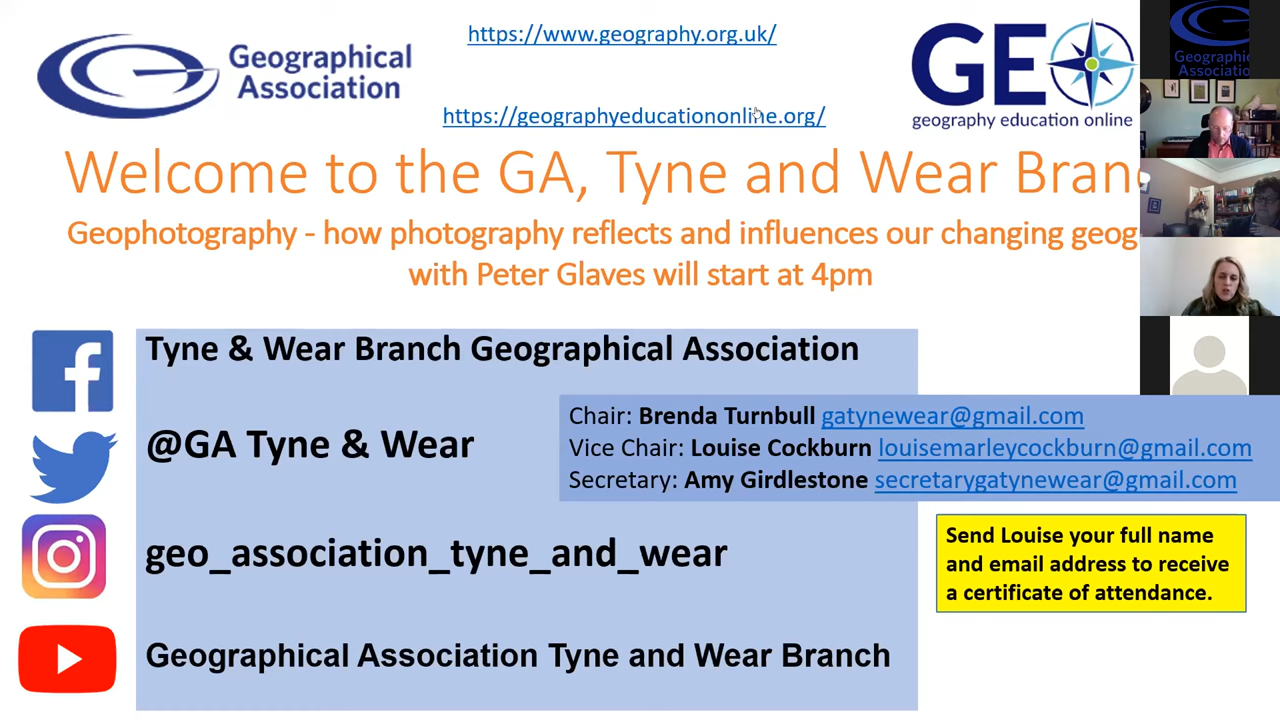 Geographical
Association
https://www.geography.org.uk/
https://geographyeducationonline.org/
GEO
geography education online
Geographical
Association
Welcome to the GA, Tyne and Wear Bran
Geophotography - how photography reflects and influences our changing geog
with Peter Glaves will start at 4pm
Tyne & Wear Branch Geographical Association
@GA Tyne & Wear
Chair: Brenda Turnbull gatynewear@gmail.com
Vice Chair: Louise Cockburn louisemarleycockburn@gmail.com
Secretary: Amy Girdlestone secretarygatynewear@gmail.com
geo_association_tyne_and_wear
Send Louise your full name
and email address to receive
a certificate of attendance.
Geographical Association Tyne and Wear Branch